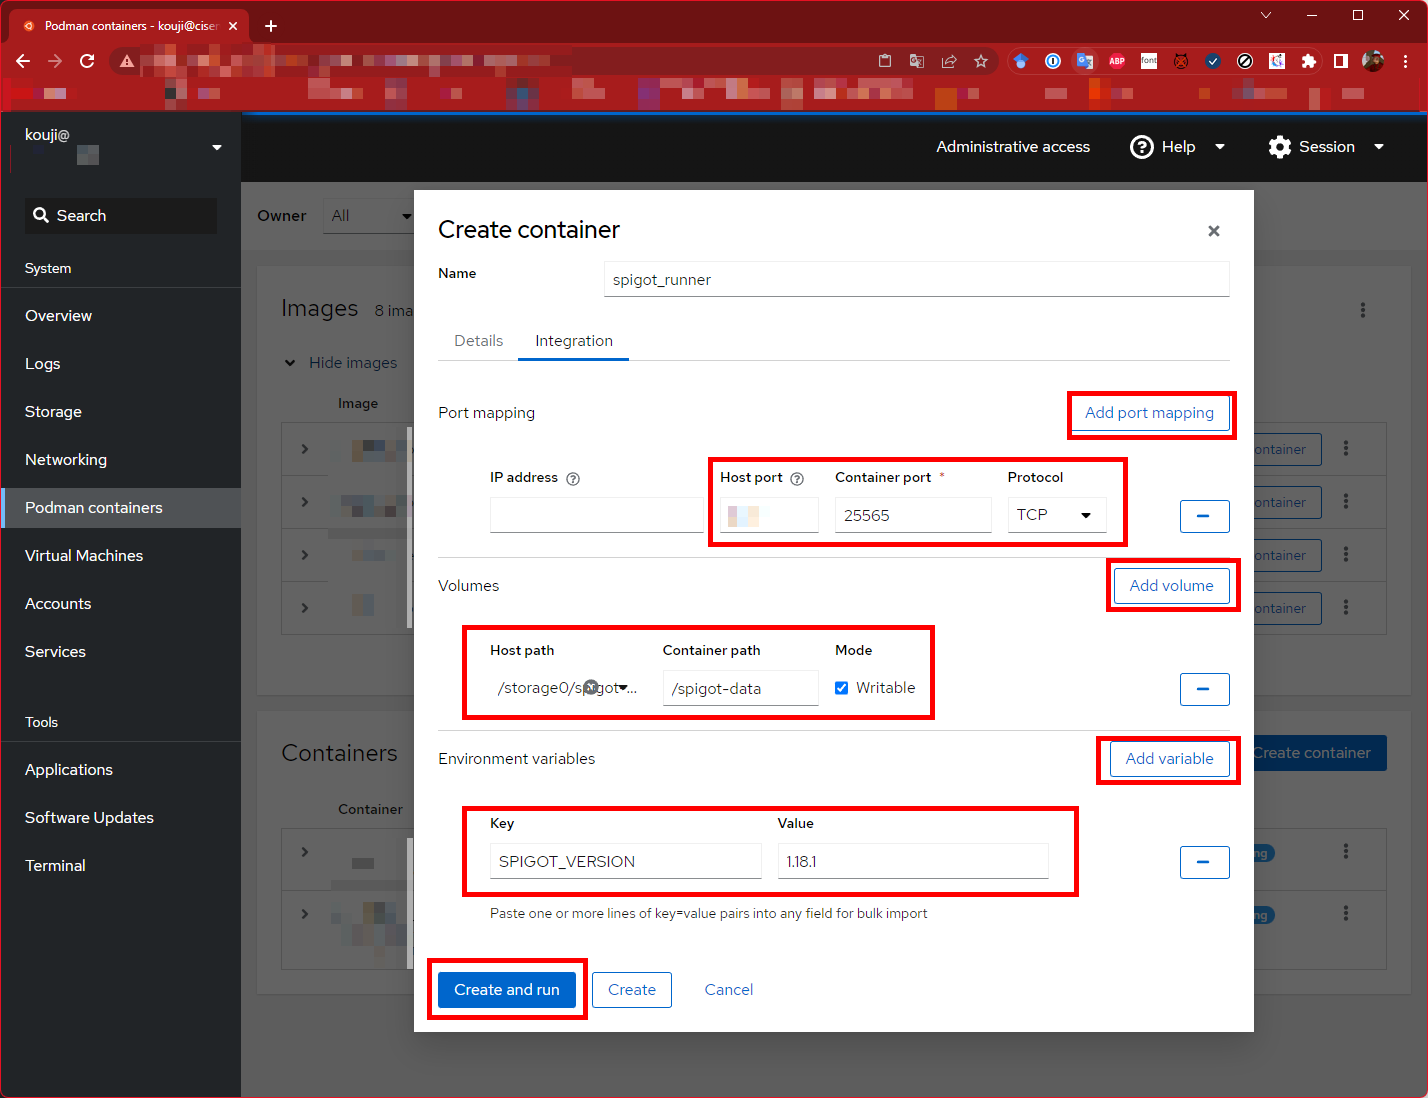 Podman containers - kouji@ciser
ABP
font
kouji@
Administrative access
Help
Session
Search
System
Overview
Logs
Storage
Networking
Podman containers
Virtual Machines
Accounts
Services
Tools
Applications
Software Updates
Terminal
Owner
All
Images 8 ima
Hide images
Image
ontainer
ontainer
ontainer
ontainer
Containers
Create container
Container
ng
ng
Create container
Name
spigot_runner
Details Integration
Port mapping
Add port mapping
IP address Host port Container port * Protocol
25565 TCP
Volumes
Add volume
Host path Container path Mode
/storage0/spigot-... /spigot-data Writable
Environment variables
Add variable
Key Value
SPIGOT_VERSION 1.18.1
Paste one or more lines of key=value pairs into any field for bulk import
Create and run Create Cancel